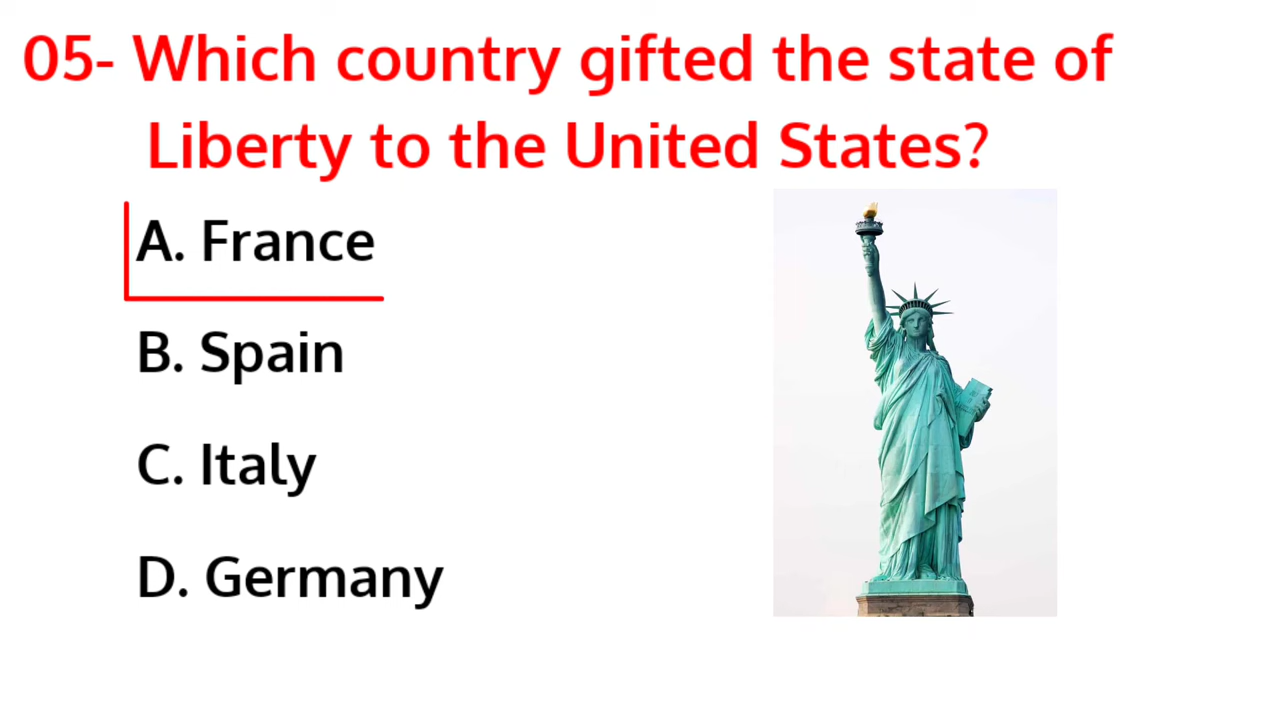 05- Which country gifted the state of
Liberty to the United States?
A. France
B. Spain
C. Italy
D. Germany